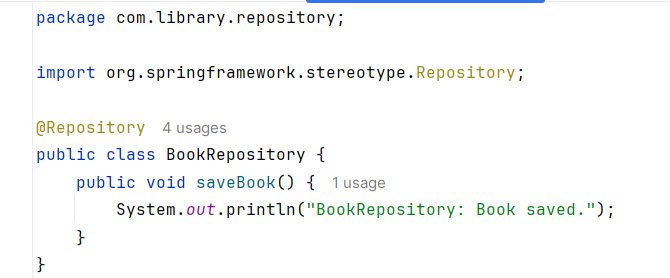 package com.library.repository;
import org.springframework.stereotype.Repository;
@Repository 4 usages
public class BookRepository {
public void saveBook() { 1 usage
System.out.println("BookRepository: Book saved.");
}
}